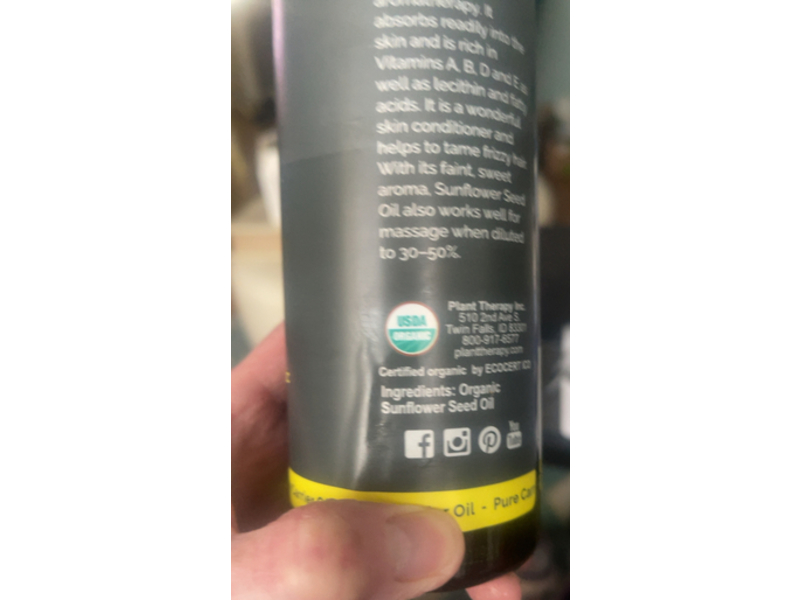 aromatherapy. It
absorbs readily into the
skin and is rich in
Vitamins A, B, D and E as
well as lecithin and fatty
acids. It is a wonderful
skin conditioner and
helps to tame frizzy hair.
With its faint, sweet
aroma, Sunflower Seed
Oil also works well for
massage when diluted
to 30–50%.
USDA
ORGANIC
Plant Therapy Inc.
510 2nd Ave S.
Twin Falls, ID 83301
800-917-6577
planttherapy.com
Certified organic by ECOCERT ICO
Ingredients: Organic
Sunflower Seed Oil
You
Tube
Oil - Pure